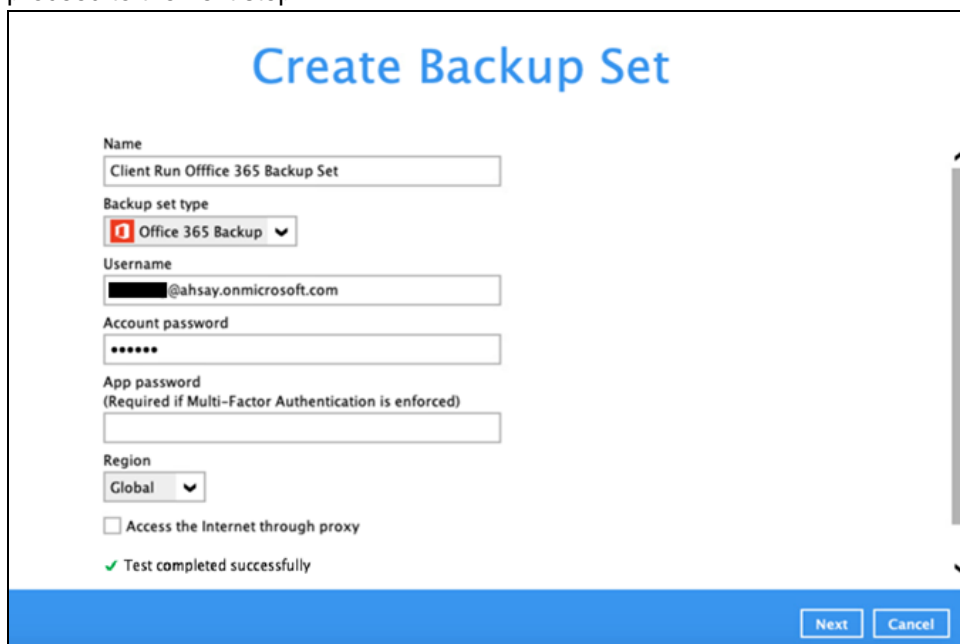 Create Backup Set
Name
Client Run Offfice 365 Backup Set
Backup set type
Office 365 Backup
Username
@ahsay.onmicrosoft.com
Account password
••••••
App password
(Required if Multi-Factor Authentication is enforced)
Region
Global
Access the Internet through proxy
Test completed successfully
Next Cancel